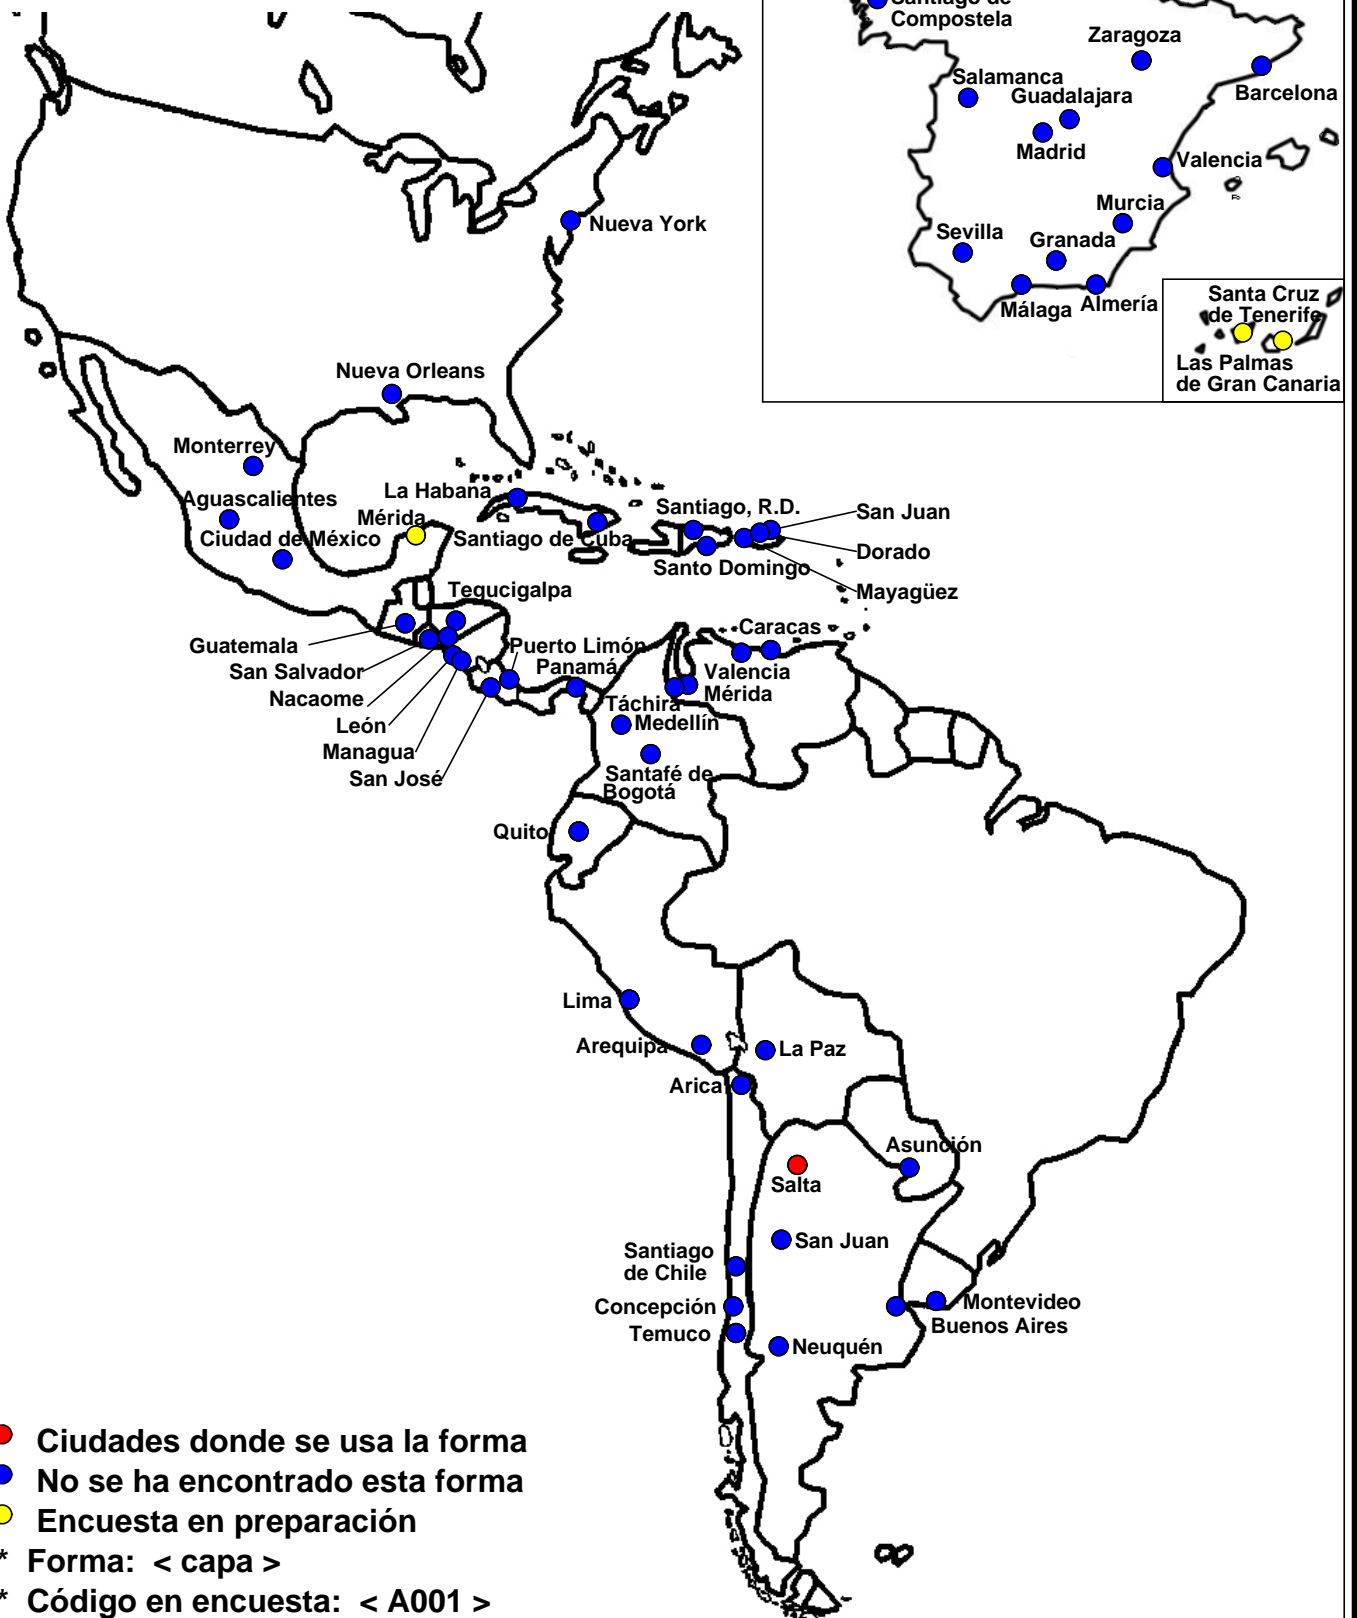 Santiago de
Compostela
Zaragoza
Barcelona
Salamanca
Guadalajara
Madrid
Valencia
Murcia
Sevilla
Granada
Málaga
Almería
Santa Cruz
de Tenerife
Las Palmas
de Gran Canaria
Nueva York
Nueva Orleans
Monterrey
Aguascalientes
La Habana
Mérida
Ciudad de México
Santiago de Cuba
Santiago, R.D.
Santo Domingo
San Juan
Dorado
Mayagüez
Tegucigalpa
Guatemala
San Salvador
Nacaome
León
Managua
San José
Puerto Limón
Panamá
Caracas
Valencia
Mérida
Táchira
Medellín
Santafé de
Bogotá
Quito
Lima
Arequipa
La Paz
Arica
Asunción
Salta
San Juan
Santiago
de Chile
Concepción
Temuco
Neuquén
Montevideo
Buenos Aires
Ciudades donde se usa la forma
No se ha encontrado esta forma
Encuesta en preparación
* Forma: < capa >
* Código en encuesta: < A001 >